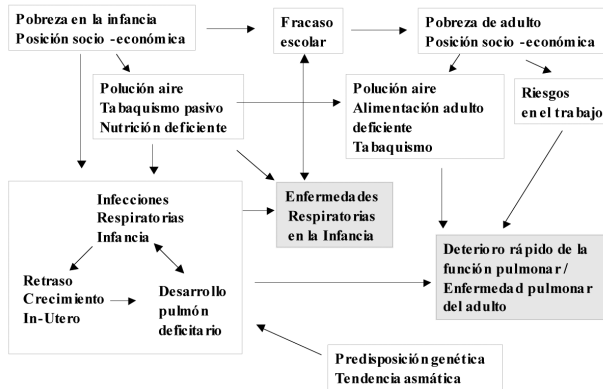 Pobreza en la infancia
Posición socio -económica
Fracaso
escolar
Pobreza de adulto
Posición socio -económica
Polución aire
Tabaquismo pasivo
Nutrición deficiente
Polución aire
Alimentación adulto
deficiente
Tabaquismo
Riesgos
en el trabajo
Infecciones
Respiratorias
Infancia
Enfermedades
Respiratorias
en la Infancia
Deterioro rápido de la
función pulmonar /
Enfermedad pulmonar
del adulto
Retraso
Crecimiento
In-Utero
Desarrollo
pulmón
deficitario
Predisposición genética
Tendencia asmática